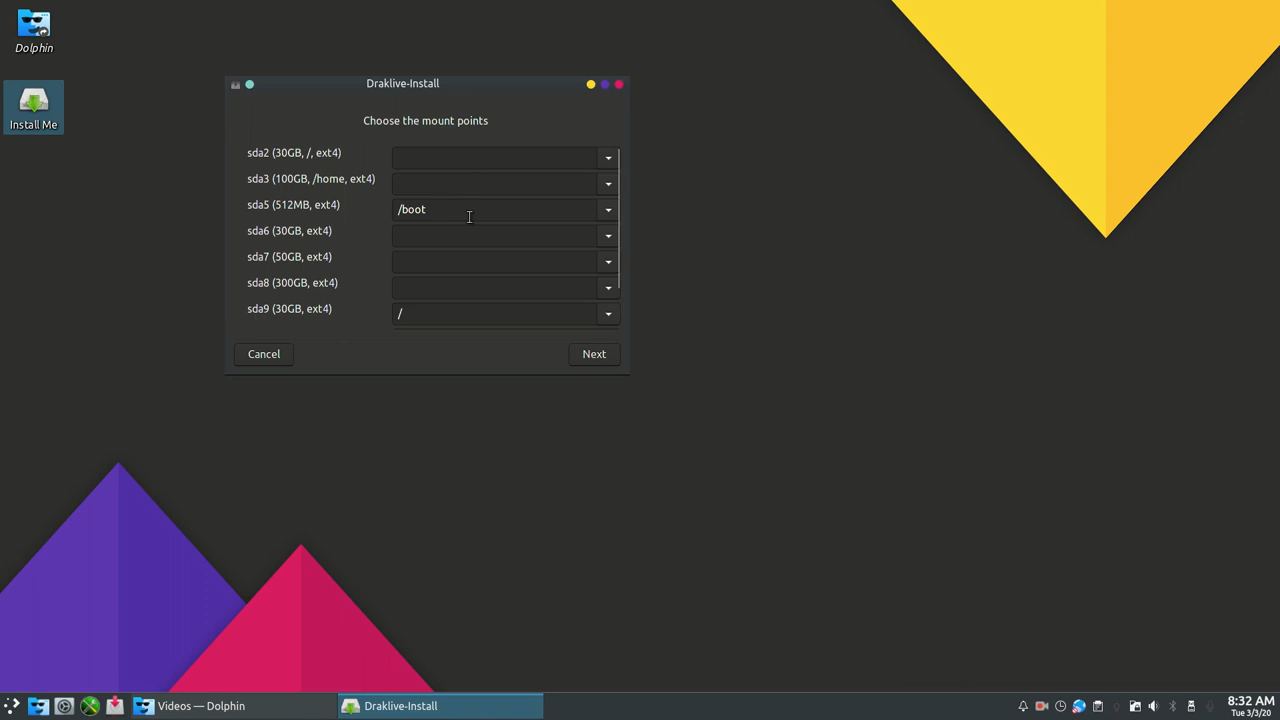 Dolphin
Install Me
Draklive-Install
Choose the mount points
sda2 (30GB, /, ext4)
sda3 (100GB, /home, ext4)
sda5 (512MB, ext4) /boot
sda6 (30GB, ext4)
sda7 (50GB, ext4)
sda8 (300GB, ext4)
sda9 (30GB, ext4) /
Cancel Next
Videos — Dolphin Draklive-Install 8:32 AM
Tue 3/3/20